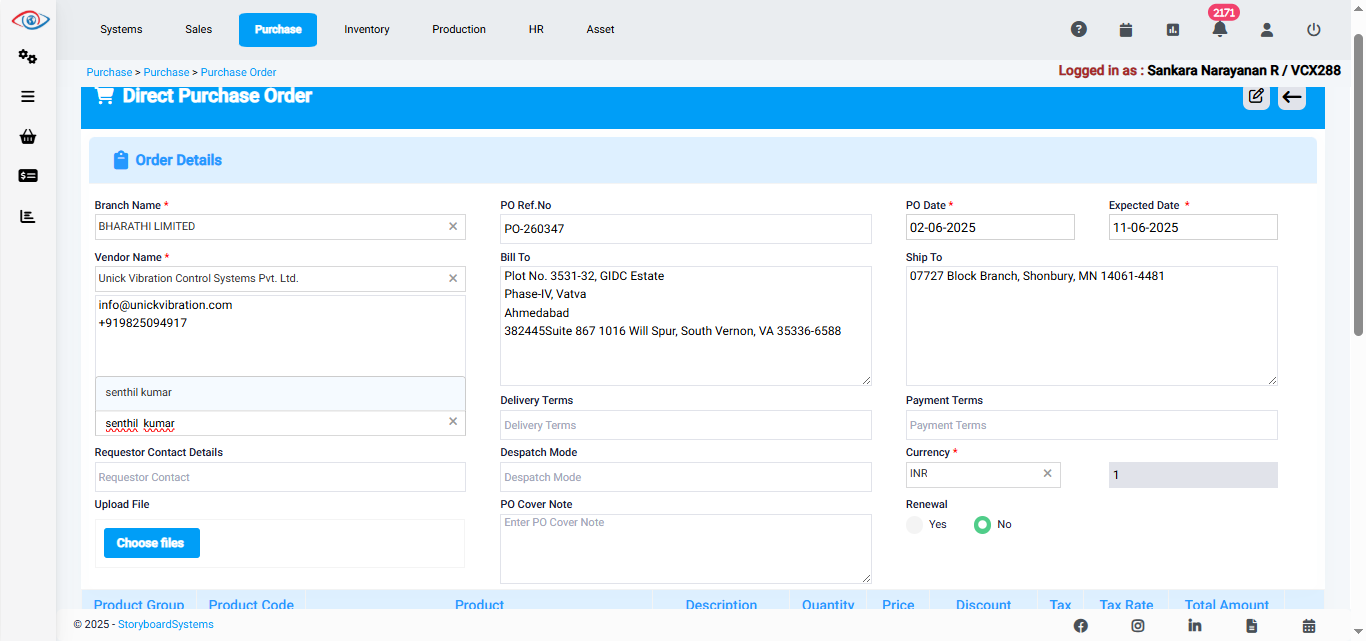 Systems
Sales
Purchase
Inventory
Production
HR
Asset
2171
Purchase > Purchase > Purchase Order
Logged in as : Sankara Narayanan R / VCX288
Direct Purchase Order
Order Details
Branch Name *
BHARATHI LIMITED
PO Ref.No
PO-260347
PO Date *
02-06-2025
Expected Date *
11-06-2025
Vendor Name *
Unick Vibration Control Systems Pvt. Ltd.
info@unickvibration.com
+919825094917
Bill To
Plot No. 3531-32, GIDC Estate
Phase-IV, Vatva
Ahmedabad
382445Suite 867 1016 Will Spur, South Vernon, VA 35336-6588
Ship To
07727 Block Branch, Shonbury, MN 14061-4481
senthil kumar
senthil kumar
Delivery Terms
Delivery Terms
Payment Terms
Payment Terms
Requestor Contact Details
Requestor Contact
Despatch Mode
Despatch Mode
Currency *
INR
1
Upload File
Choose files
PO Cover Note
Enter PO Cover Note
Renewal
Yes
No
Product Group
Product Code
Product
Description
Quantity
Price
Discount
Tax
Tax Rate
Total Amount
© 2025 - StoryboardSystems